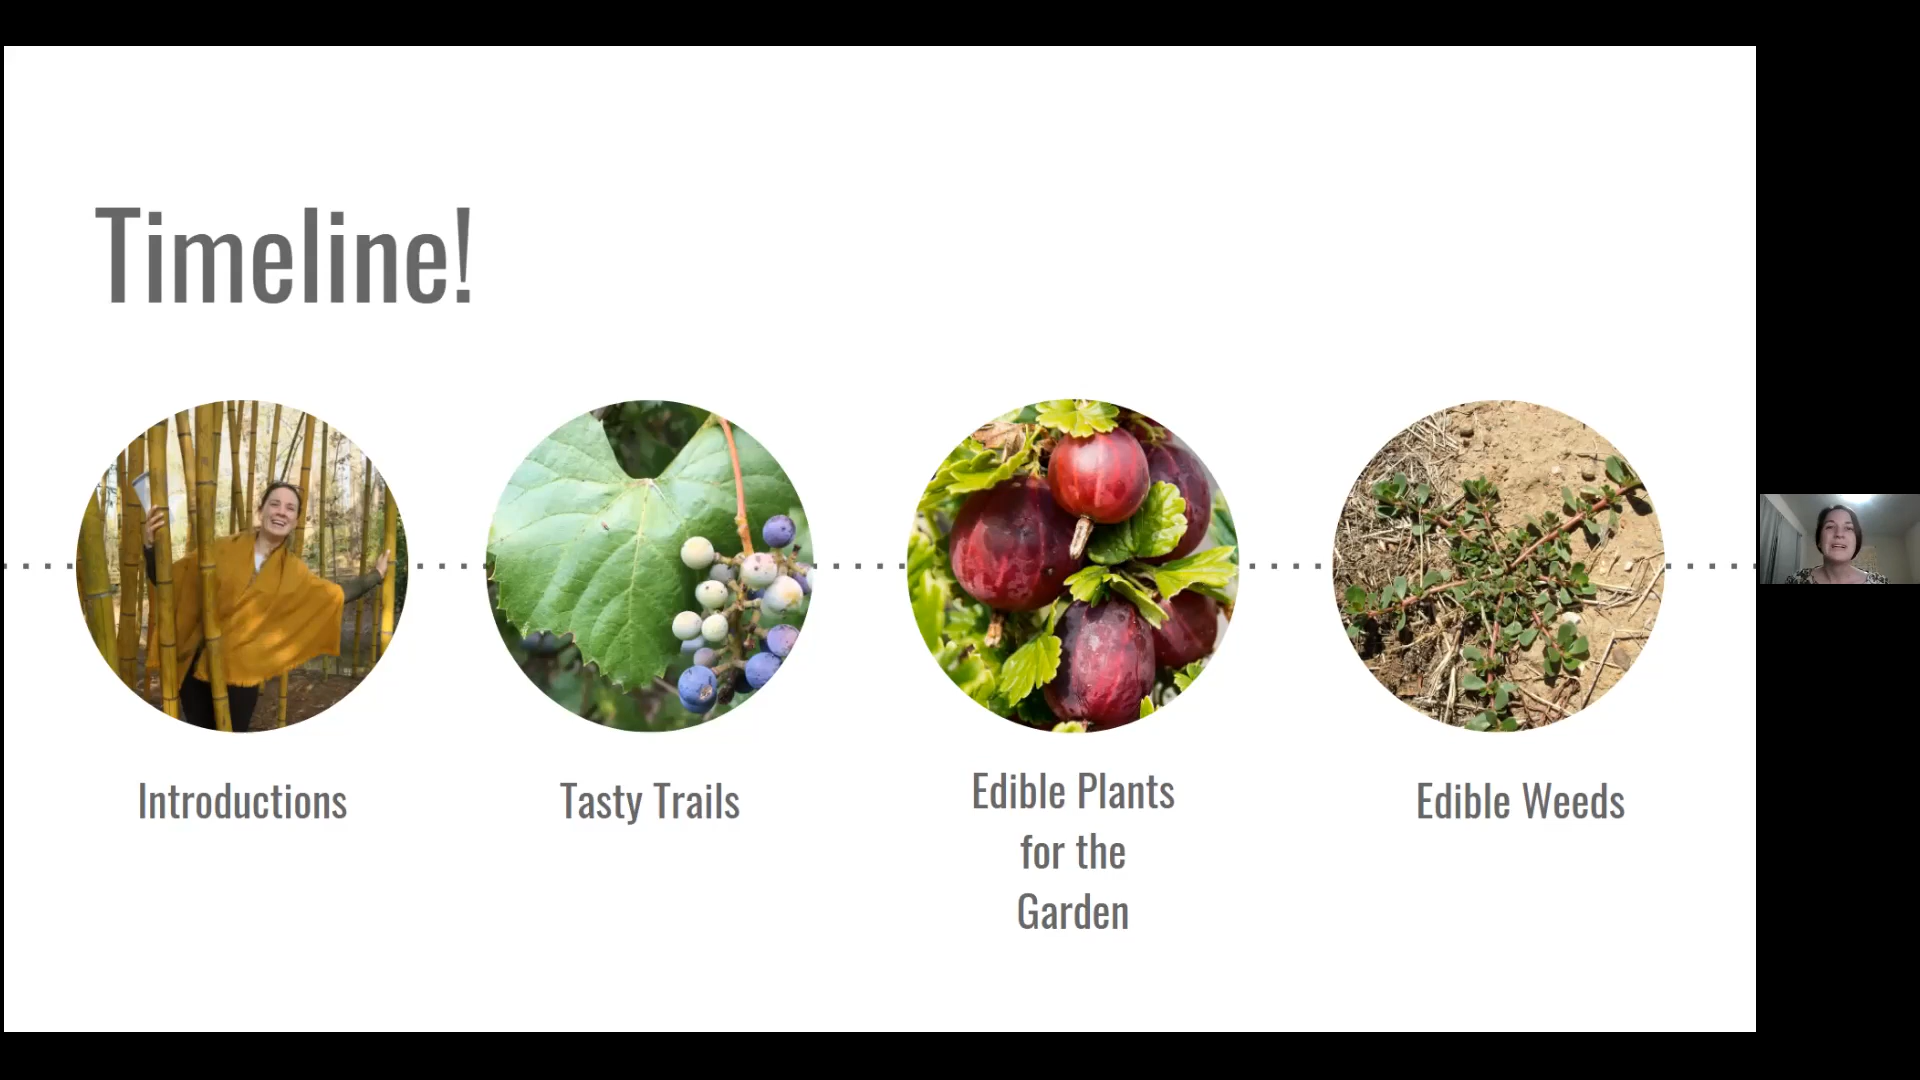 Timeline!
Introductions
Tasty Trails
Edible Plants
for the
Garden
Edible Weeds